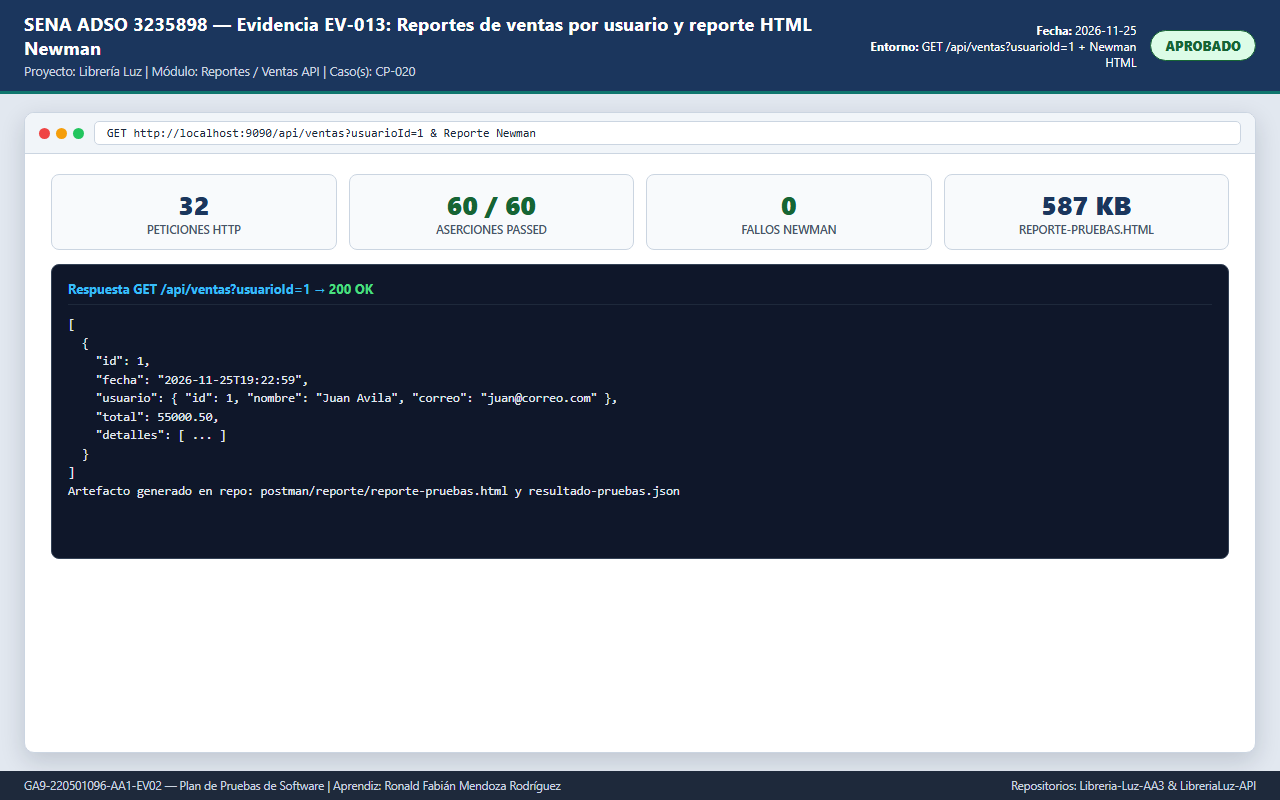 SENA ADSO 3235898 — Evidencia EV-013: Reportes de ventas por usuario y reporte HTML
Newman
Proyecto: Librería Luz | Módulo: Reportes / Ventas API | Caso(s): CP-020
Fecha: 2026-11-25
Entorno: GET /api/ventas?usuarioId=1 + Newman
HTML
APROBADO
GET http://localhost:9090/api/ventas?usuarioId=1 & Reporte Newman
32
PETICIONES HTTP
60 / 60
ASERCIONES PASSED
0
FALLOS NEWMAN
587 KB
REPORTE-PRUEBAS.HTML
Respuesta GET /api/ventas?usuarioId=1 → 200 OK
[
  {
    "id": 1,
    "fecha": "2026-11-25T19:22:59",
    "usuario": { "id": 1, "nombre": "Juan Avila", "correo": "juan@correo.com" },
    "total": 55000.50,
    "detalles": [ ... ]
  }
]
Artefacto generado en repo: postman/reporte/reporte-pruebas.html y resultado-pruebas.json
GA9-220501096-AA1-EV02 — Plan de Pruebas de Software | Aprendiz: Ronald Fabián Mendoza Rodríguez
Repositorios: Libreria-Luz-AA3 & LibreriaLuz-API